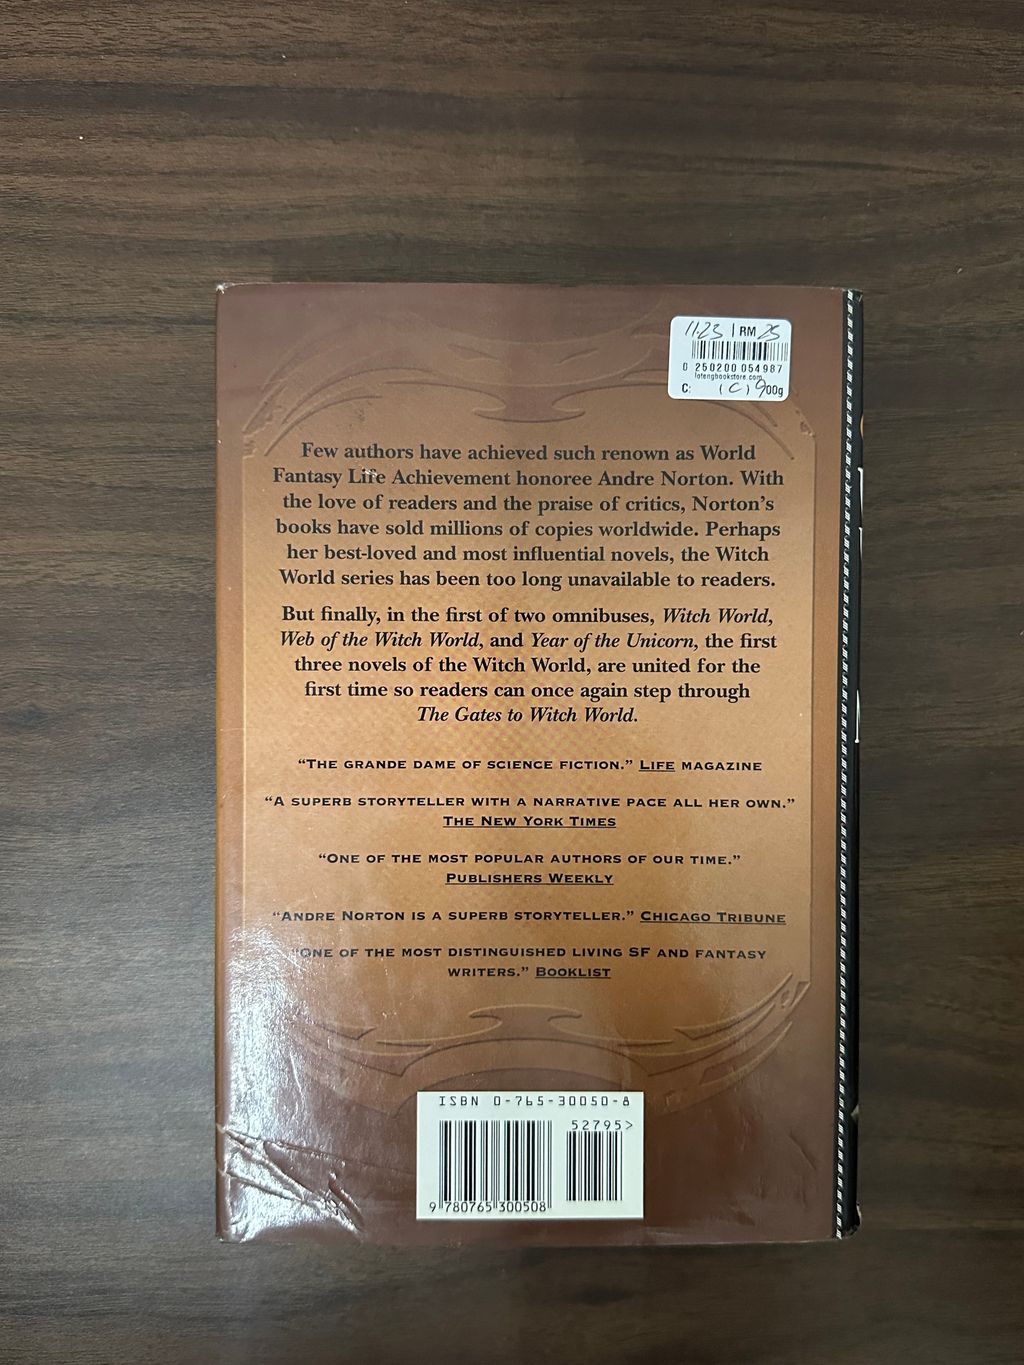 11.23 | RM 25
0 250200 054987
lotengbookstore.com
C: (C) 900g
Few authors have achieved such renown as World
Fantasy Life Achievement honoree Andre Norton. With
the love of readers and the praise of critics, Norton's
books have sold millions of copies worldwide. Perhaps
her best-loved and most influential novels, the Witch
World series has been too long unavailable to readers.
But finally, in the first of two omnibuses, Witch World,
Web of the Witch World, and Year of the Unicorn, the first
three novels of the Witch World, are united for the
first time so readers can once again step through
The Gates to Witch World.
“The grande dame of science fiction.” Life magazine
“A superb storyteller with a narrative pace all her own.”
The New York Times
“One of the most popular authors of our time.”
Publishers Weekly
“Andre Norton is a superb storyteller.” Chicago Tribune
“One of the most distinguished living SF and fantasy
writers.” Booklist
ISBN 0-765-30050-8
52795>
9 780765 300508